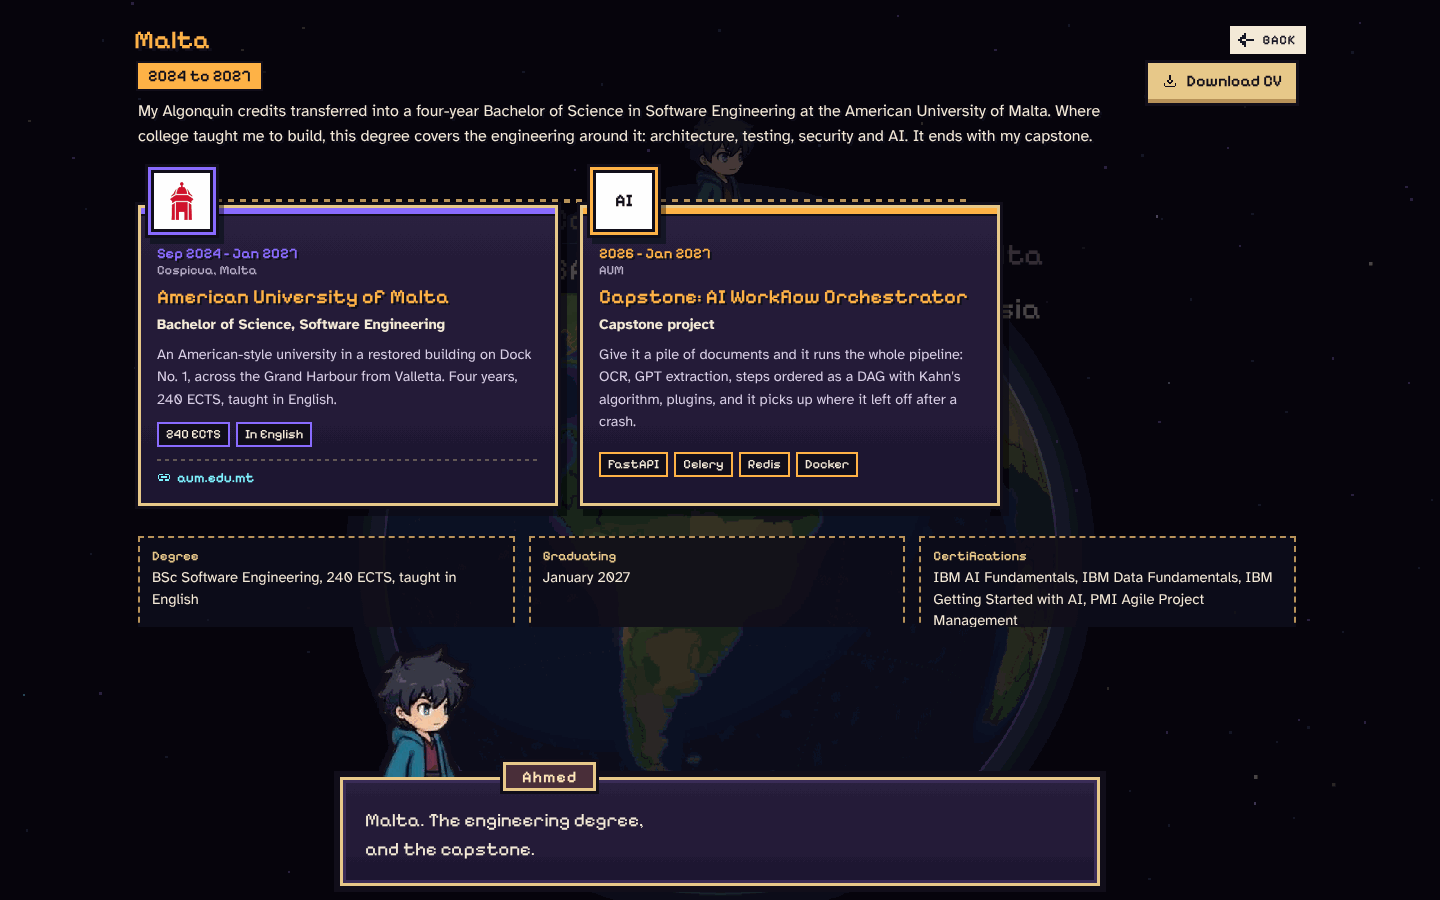 Malta
BACK
2024 to 2027
Download CV
My Algonquin credits transferred into a four-year Bachelor of Science in Software Engineering at the American University of Malta. Where
college taught me to build, this degree covers the engineering around it: architecture, testing, security and AI. It ends with my capstone.
Sep 2024 - Jan 2027
Cospicua, Malta
American University of Malta
Bachelor of Science, Software Engineering
An American-style university in a restored building on Dock
No. 1, across the Grand Harbour from Valletta. Four years,
240 ECTS, taught in English.
240 ECTS
In English
aum.edu.mt
AI
2026 - Jan 2027
AUM
Capstone: AI Workflow Orchestrator
Capstone project
Give it a pile of documents and it runs the whole pipeline:
OCR, GPT extraction, steps ordered as a DAG with Kahn's
algorithm, plugins, and it picks up where it left off after a
crash.
FastAPI
Celery
Redis
Docker
ta
sia
Degree
BSc Software Engineering, 240 ECTS, taught in
English
Graduating
January 2027
Certifications
IBM AI Fundamentals, IBM Data Fundamentals, IBM
Getting Started with AI, PMI Agile Project
Management
Ahmed
Malta. The engineering degree,
and the capstone.